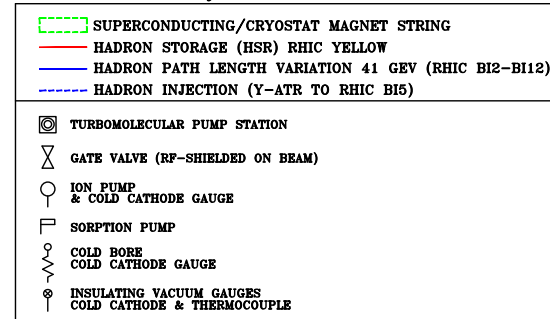 SUPERCONDUCTING/CRYOSTAT MAGNET STRING
HADRON STORAGE (HSR) RHIC YELLOW
HADRON PATH LENGTH VARIATION 41 GEV (RHIC BI2-BI12)
HADRON INJECTION (Y-ATR TO RHIC BI5)
TURBOMOLECULAR PUMP STATION
GATE VALVE (RF-SHIELDED ON BEAM)
ION PUMP
& COLD CATHODE GAUGE
SORPTION PUMP
COLD BORE
COLD CATHODE GAUGE
INSULATING VACUUM GAUGES
COLD CATHODE & THERMOCOUPLE